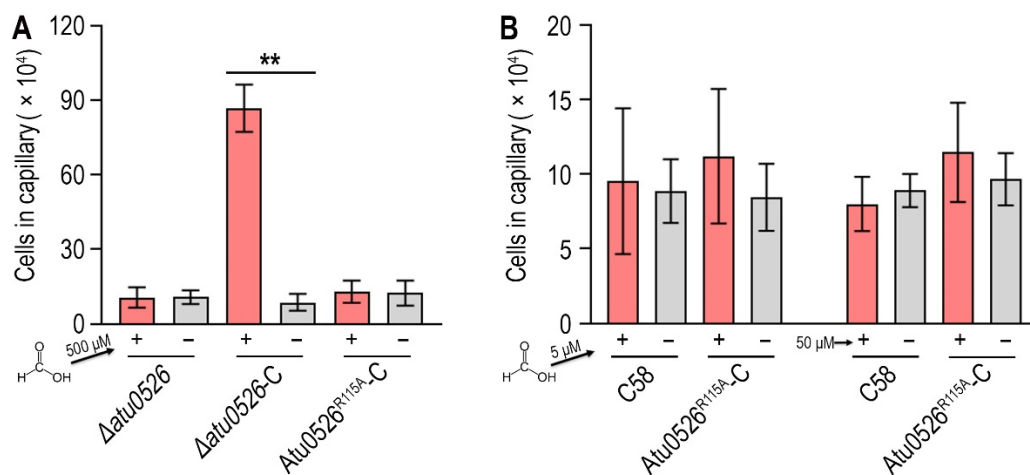 A
Cells in capillary ( × 10⁴)
120
90
60
30
0
**
+ − + − + −
500 µM
O
H OH
Δatu0526
Δatu0526-C
Atu0526ᴿ¹¹⁵ᴬ-C
B
Cells in capillary ( × 10⁴)
20
15
10
5
0
+ − + − 50 µM + − + −
5 µM
O
H OH
C58
Atu0526ᴿ¹¹⁵ᴬ-C
C58
Atu0526ᴿ¹¹⁵ᴬ-C